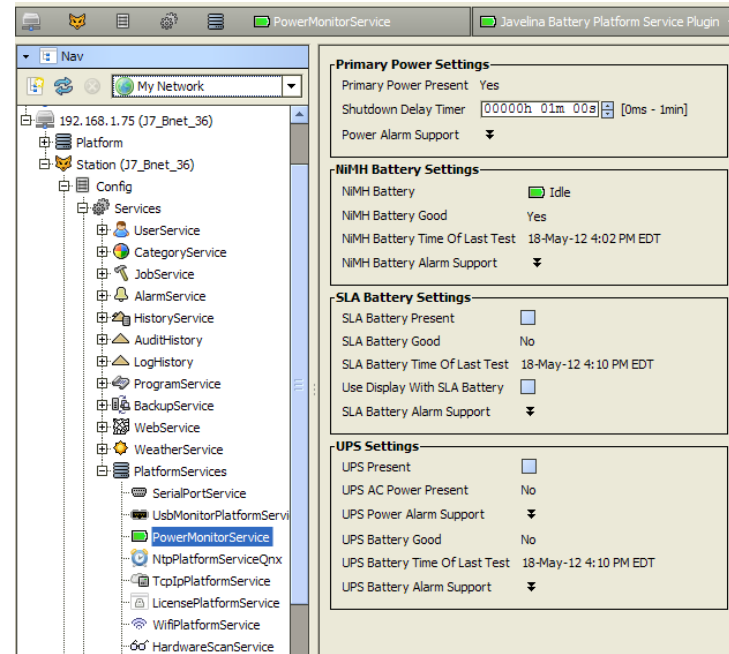 PowerMonitorService
Javelina Battery Platform Service Plugin
Nav
My Network
192.168.1.75 (J7_Bnet_36)
Platform
Station (J7_Bnet_36)
Config
Services
UserService
CategoryService
JobService
AlarmService
HistoryService
AuditHistory
LogHistory
ProgramService
BackupService
WebService
WeatherService
PlatformServices
SerialPortService
UsbMonitorPlatformServi
PowerMonitorService
NtpPlatformServiceQnx
TcpIpPlatformService
LicensePlatformService
WifiPlatformService
HardwareScanService
Primary Power Settings
Primary Power Present Yes
Shutdown Delay Timer 00000h 01m 00s [0ms - 1min]
Power Alarm Support
NiMH Battery Settings
NiMH Battery Idle
NiMH Battery Good Yes
NiMH Battery Time Of Last Test 18-May-12 4:02 PM EDT
NiMH Battery Alarm Support
SLA Battery Settings
SLA Battery Present
SLA Battery Good No
SLA Battery Time Of Last Test 18-May-12 4:10 PM EDT
Use Display With SLA Battery
SLA Battery Alarm Support
UPS Settings
UPS Present
UPS AC Power Present No
UPS Power Alarm Support
UPS Battery Good No
UPS Battery Time Of Last Test 18-May-12 4:10 PM EDT
UPS Battery Alarm Support